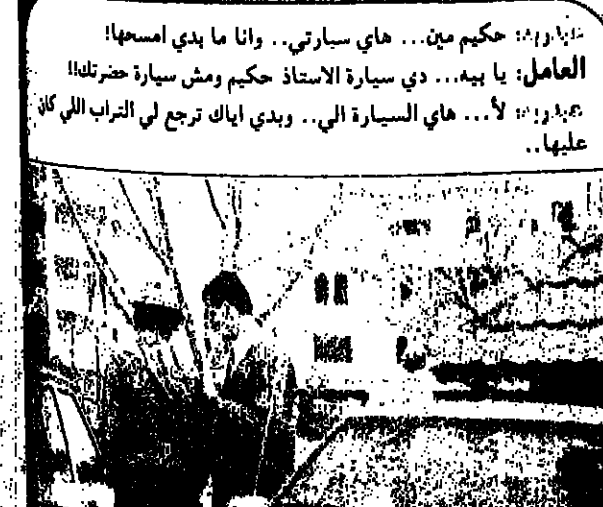 حكيم مين... هاي سيارتي.. وانا ما بدي امسحها!
العامل: يا بيه... دي سيارة الاستاذ حكيم ومش سيارة حضرتك!!
لأ... هاي السيارة الي.. وبدي اياك ترجع لي التراب اللي كان
عليها..